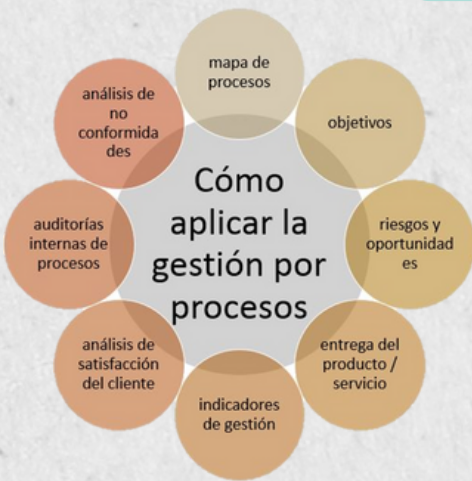 Cómo
aplicar la
gestión por
procesos
mapa de
procesos
objetivos
riesgos y
oportunidad
es
entrega del
producto /
servicio
indicadores
de gestión
análisis de
satisfacción
del cliente
auditorías
internas de
procesos
análisis de
no
conformida
des